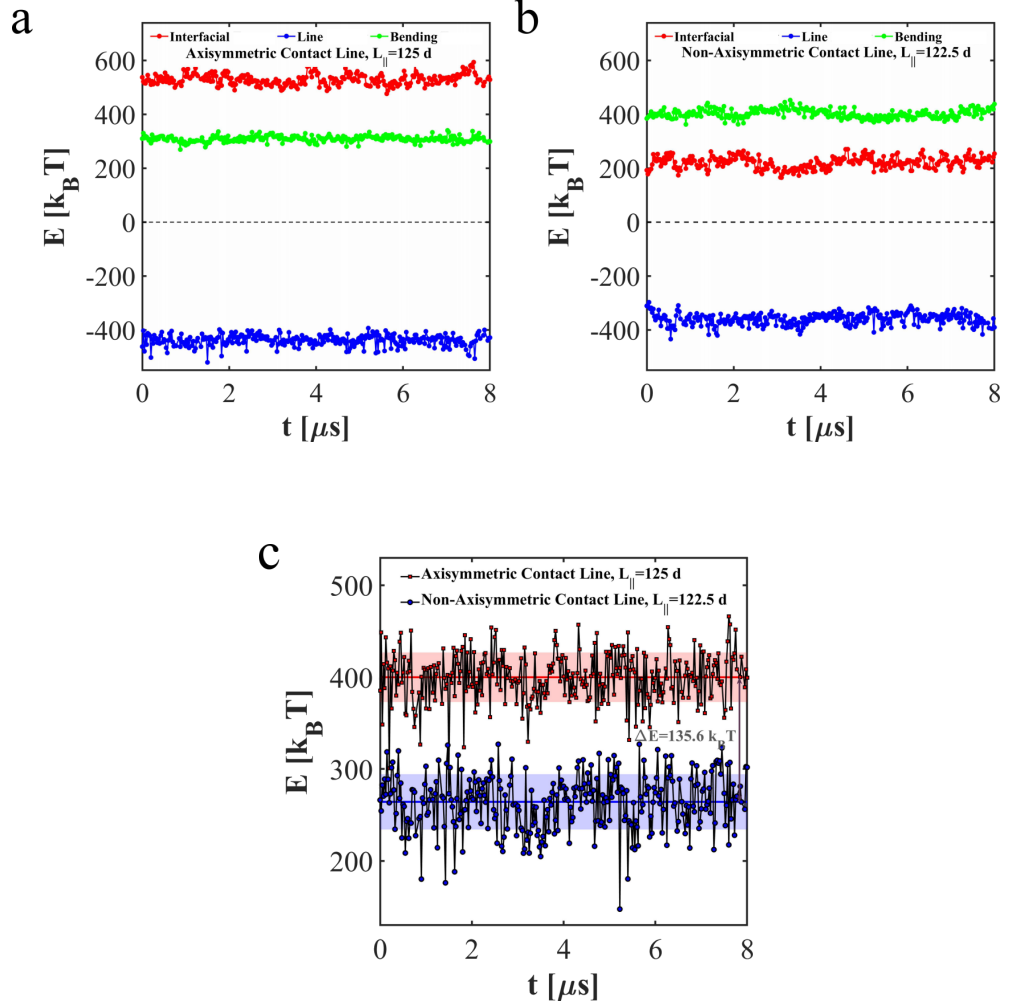 a
Interfacial Line Bending
Axisymmetric Contact Line, L||=125 d
600
400
200
0
-200
-400
E [kBT]
0 2 4 6 8
t [μs]
b
Interfacial Line Bending
Non-Axisymmetric Contact Line, L||=122.5 d
600
400
200
0
-200
-400
E [kBT]
0 2 4 6 8
t [μs]
c
Axisymmetric Contact Line, L||=125 d
Non-Axisymmetric Contact Line, L||=122.5 d
500
400
300
200
E [kBT]
ΔE=135.6 kBT
0 2 4 6 8
t [μs]